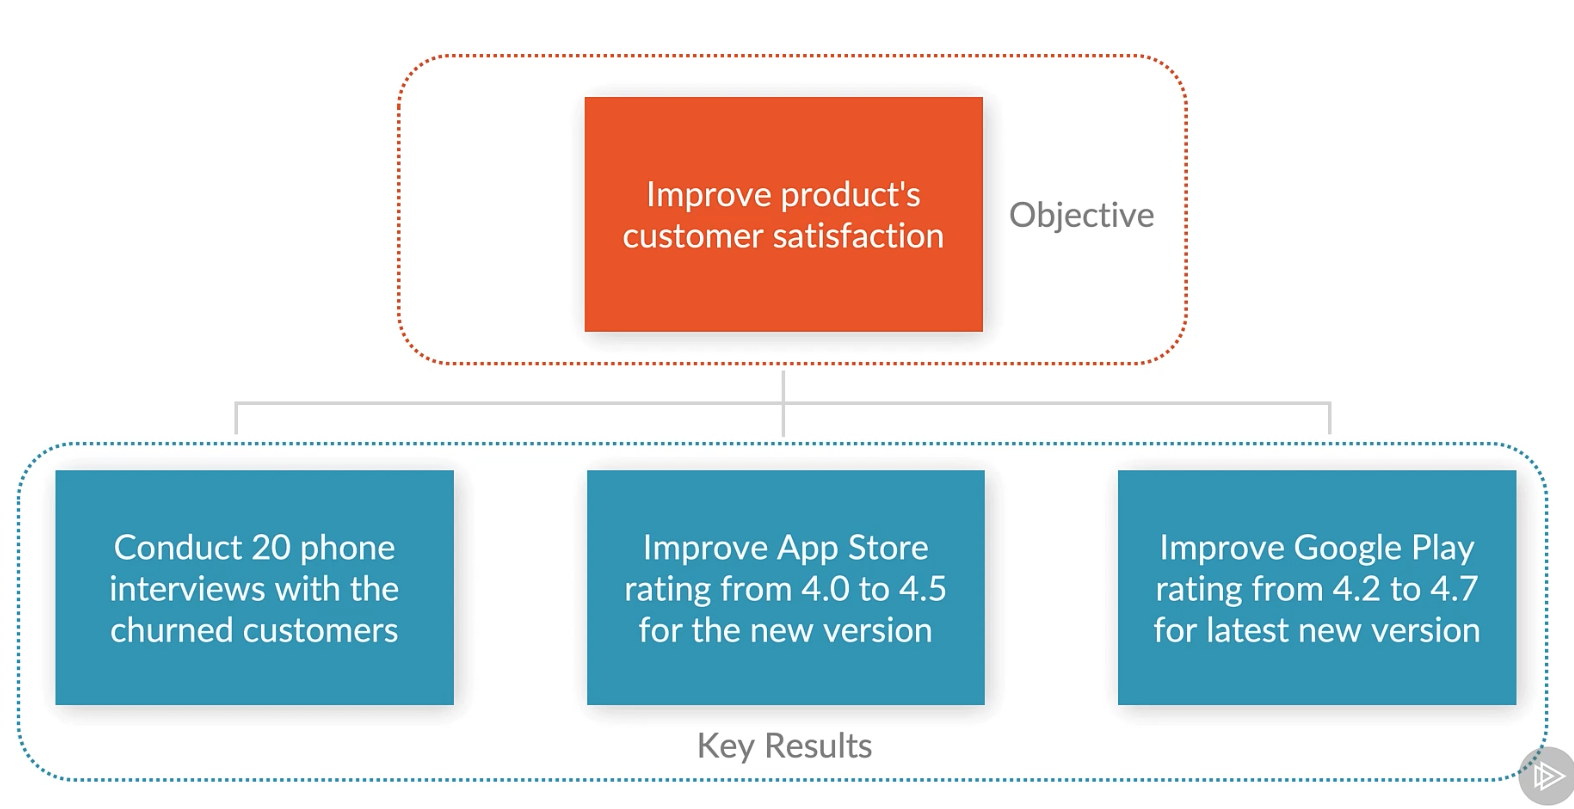 Improve product's
customer satisfaction
Objective
Conduct 20 phone
interviews with the
churned customers
Improve App Store
rating from 4.0 to 4.5
for the new version
Improve Google Play
rating from 4.2 to 4.7
for latest new version
Key Results